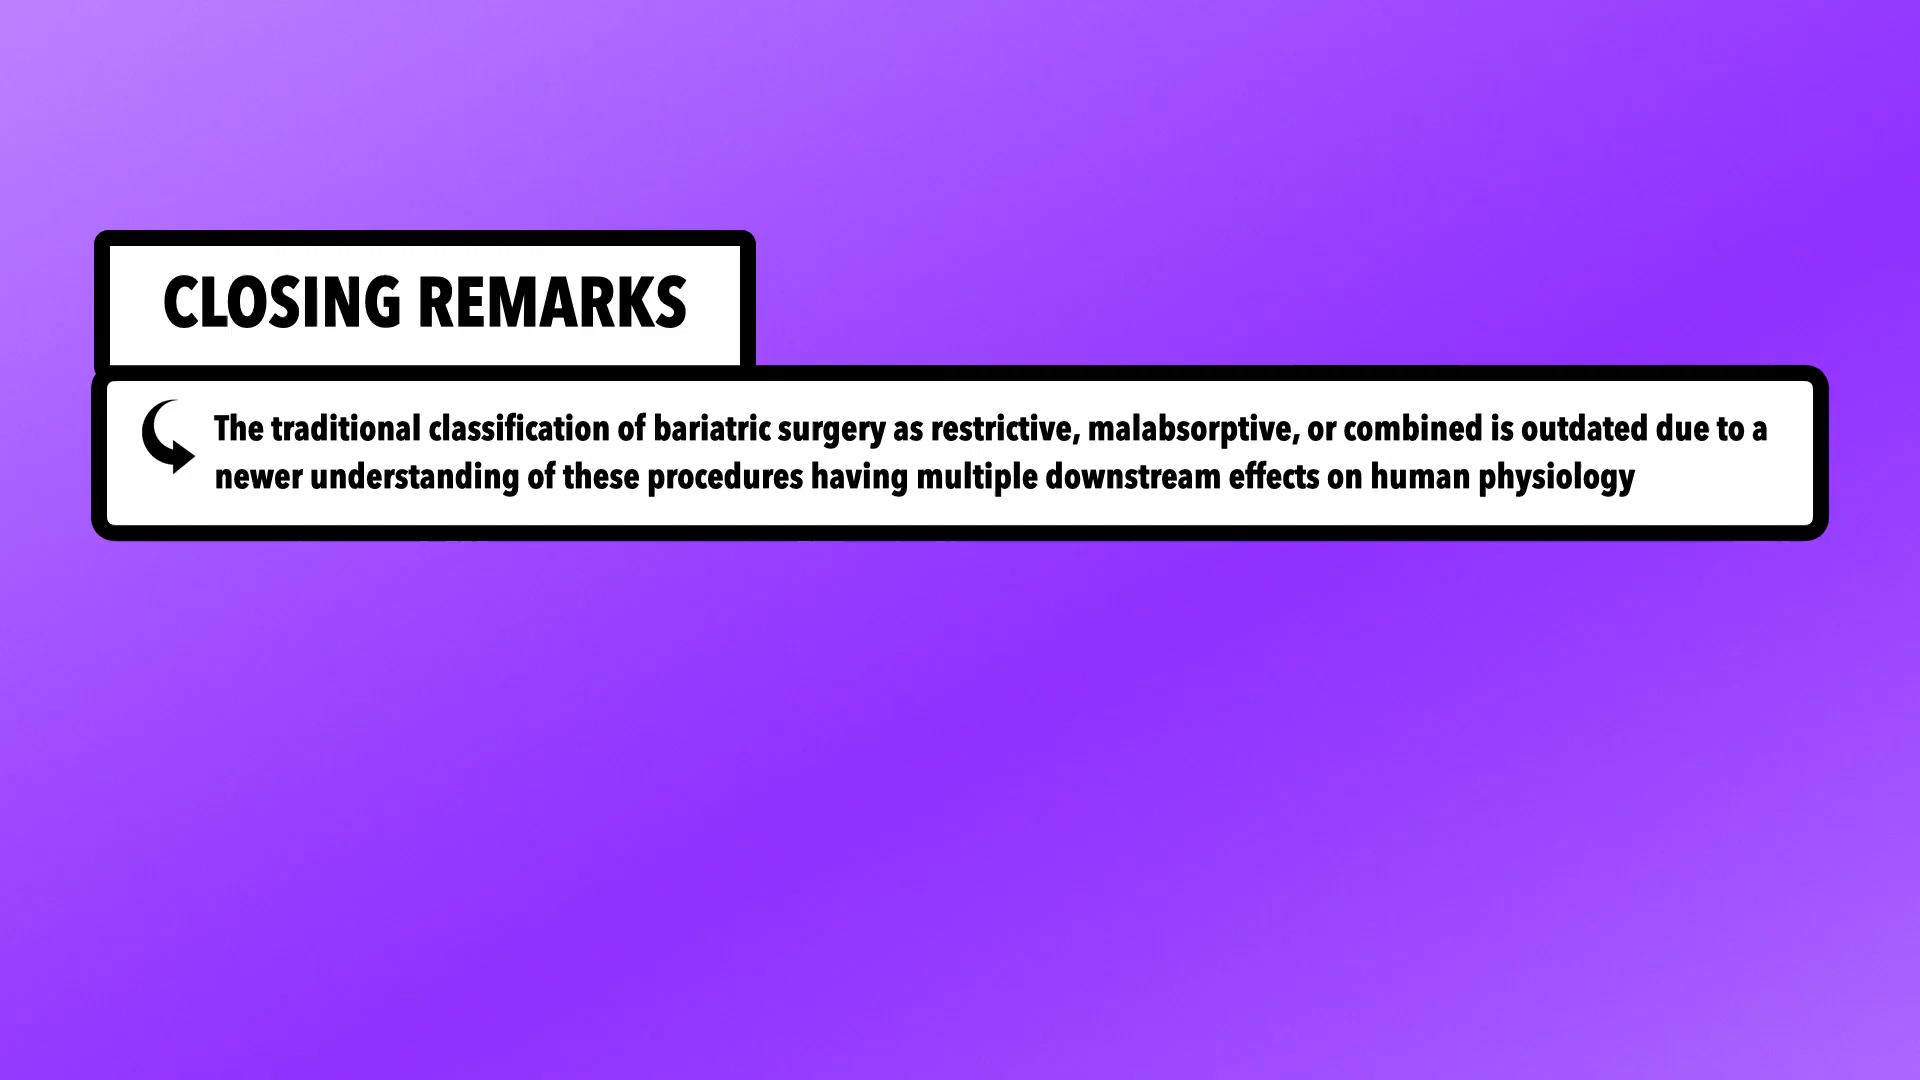 CLOSING REMARKS
The traditional classification of bariatric surgery as restrictive, malabsorptive, or combined is outdated due to a
newer understanding of these procedures having multiple downstream effects on human physiology